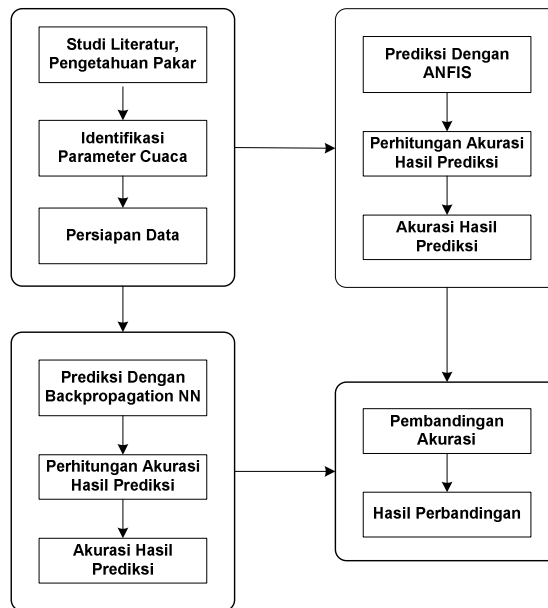 Studi Literatur,
Pengetahuan Pakar
Identifikasi
Parameter Cuaca
Persiapan Data
Prediksi Dengan
ANFIS
Perhitungan Akurasi
Hasil Prediksi
Akurasi Hasil
Prediksi
Prediksi Dengan
Backpropagation NN
Perhitungan Akurasi
Hasil Prediksi
Akurasi Hasil
Prediksi
Pembandingan
Akurasi
Hasil Perbandingan